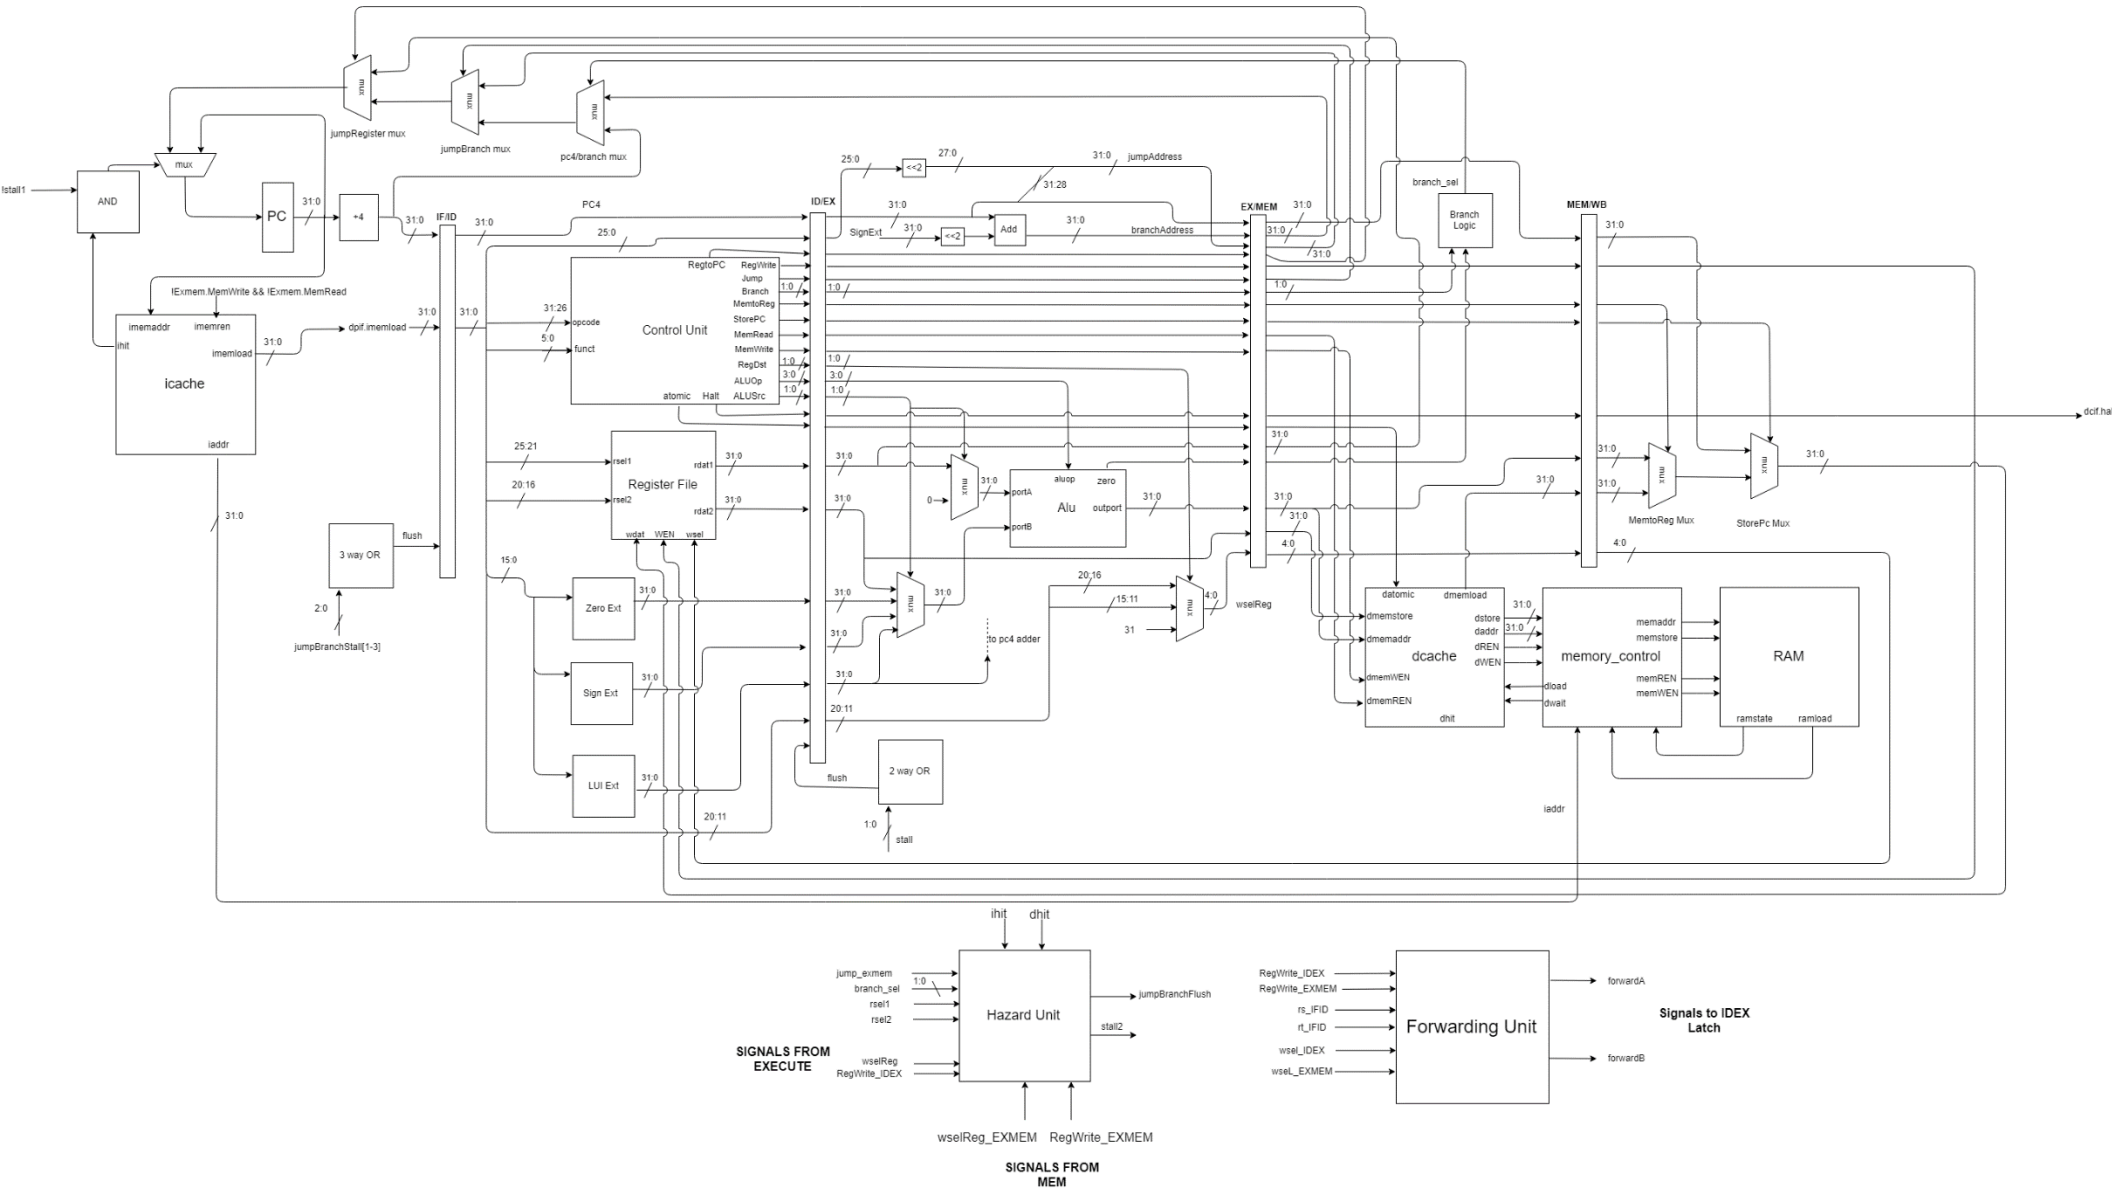 mux
jumpRegister mux
mux
jumpBranch mux
mux
pc4/branch mux
mux
!stall1
AND
PC
31:0
+4
31:0
IF/ID
31:0
PC4
25:0
!Exmem.MemWrite && !Exmem.MemRead
imemaddr
imemren
ihit
imemload
31:0
icache
iaddr
31:0
dpif.imemload
31:0
31:0
3 way OR
flush
2:0
jumpBranchStall[1-3]
31:26
5:0
opcode
funct
Control Unit
RegtoPC
RegWrite
Jump
Branch
1:0
MemtoReg
StorePC
MemRead
MemWrite
RegDst
1:0
ALUOp
3:0
ALUSrc
1:0
atomic
Halt
25:21
20:16
rsel1
rsel2
Register File
rdat1
31:0
rdat2
31:0
wdat
WEN
wsel
15:0
Zero Ext
31:0
Sign Ext
31:0
LUI Ext
31:0
20:11
ID/EX
25:0
<<2
27:0
31:0
jumpAddress
31:28
31:0
SignExt
31:0
<<2
Add
31:0
branchAddress
1:0
1:0
3:0
1:0
31:0
31:0
31:0
31:0
31:0
20:11
mux
0
31:0
portA
portB
aluop
zero
Alu
outport
31:0
mux
31:0
to pc4 adder
20:16
15:11
31
mux
4:0
wselReg
flush
2 way OR
1:0
stall
EX/MEM
31:0
31:0
31:0
1:0
31:0
31:0
31:0
4:0
branch_sel
Branch
Logic
datomic
dmemload
dmemstore
dmemaddr
dcache
dmemWEN
dmemREN
dhit
dstore
31:0
daddr
31:0
dREN
dWEN
dload
dwait
memory_control
memaddr
memstore
memREN
memWEN
RAM
ramstate
ramload
iaddr
MEM/WB
31:0
31:0
31:0
31:0
mux
MemtoReg Mux
mux
StorePc Mux
31:0
4:0
dcif.hal
ihit
dhit
jump_exmem
branch_sel
1:0
rsel1
rsel2
Hazard Unit
jumpBranchFlush
stall2
SIGNALS FROM
EXECUTE
wselReg
RegWrite_IDEX
wselReg_EXMEM
RegWrite_EXMEM
SIGNALS FROM
MEM
RegWrite_IDEX
RegWrite_EXMEM
rs_IFID
rt_IFID
wsel_IDEX
wseL_EXMEM
Forwarding Unit
forwardA
forwardB
Signals to IDEX
Latch